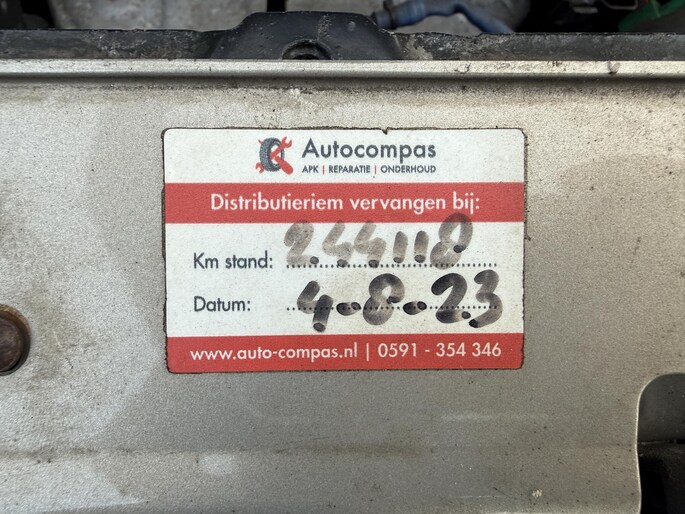 Autocompas
APK | REPARATIE | ONDERHOUD
Distributieriem vervangen bij:
Km stand: 244118
Datum: 4-8-23
www.auto-compas.nl | 0591 - 354 346